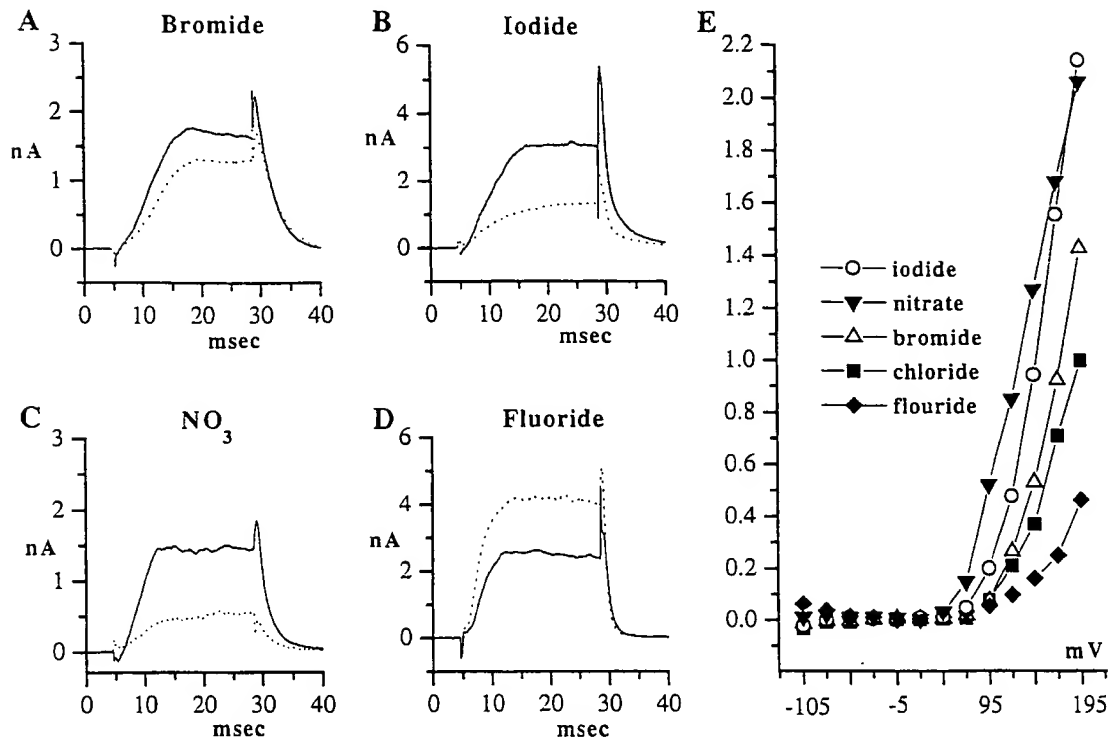 A
Bromide
3
2
nA
1
0
0 10 20 30 40
msec
B
Iodide
6
4
nA
2
0
0 10 20 30 40
msec
C
NO3
3
2
nA
1
0
0 10 20 30 40
msec
D
Fluoride
6
4
nA
2
0
0 10 20 30 40
msec
E
2.2
2.0
1.8
1.6
1.4
1.2
1.0
0.8
0.6
0.4
0.2
0.0
iodide
nitrate
bromide
chloride
flouride
mV
-105 -5 95 195